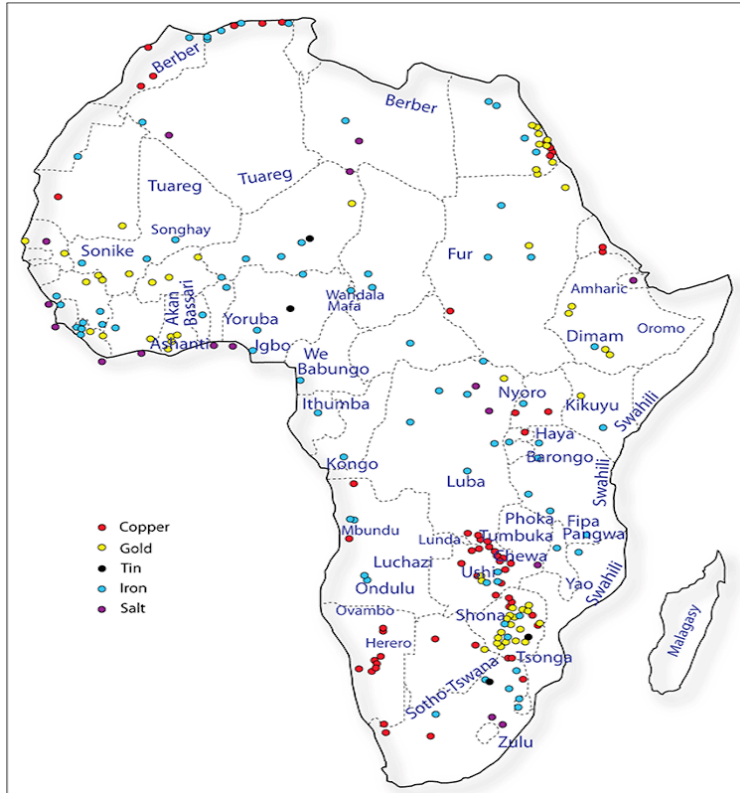 Berber
Berber
Tuareg
Tuareg
Songhay
Sonike
Fur
Amharic
Akan
Bassari
Wandala
Mafa
Yoruba
Dimam
Oromo
Ashanti
Igbo
We
Babungo
Nyoro
Kikuyu
Swahili
Ithumba
Haya
Barongo
Kongo
Luba
Swahili
Copper
Gold
Tin
Iron
Salt
Mbundu
Lunda
Phoka
Tumbuka
Fipa
Pangwa
Chewa
Luchazi
Ushi
Ondulu
Yao
Swahili
Ovambo
Shona
Herero
Tsonga
Sotho-Tswana
Zulu
Malagasy